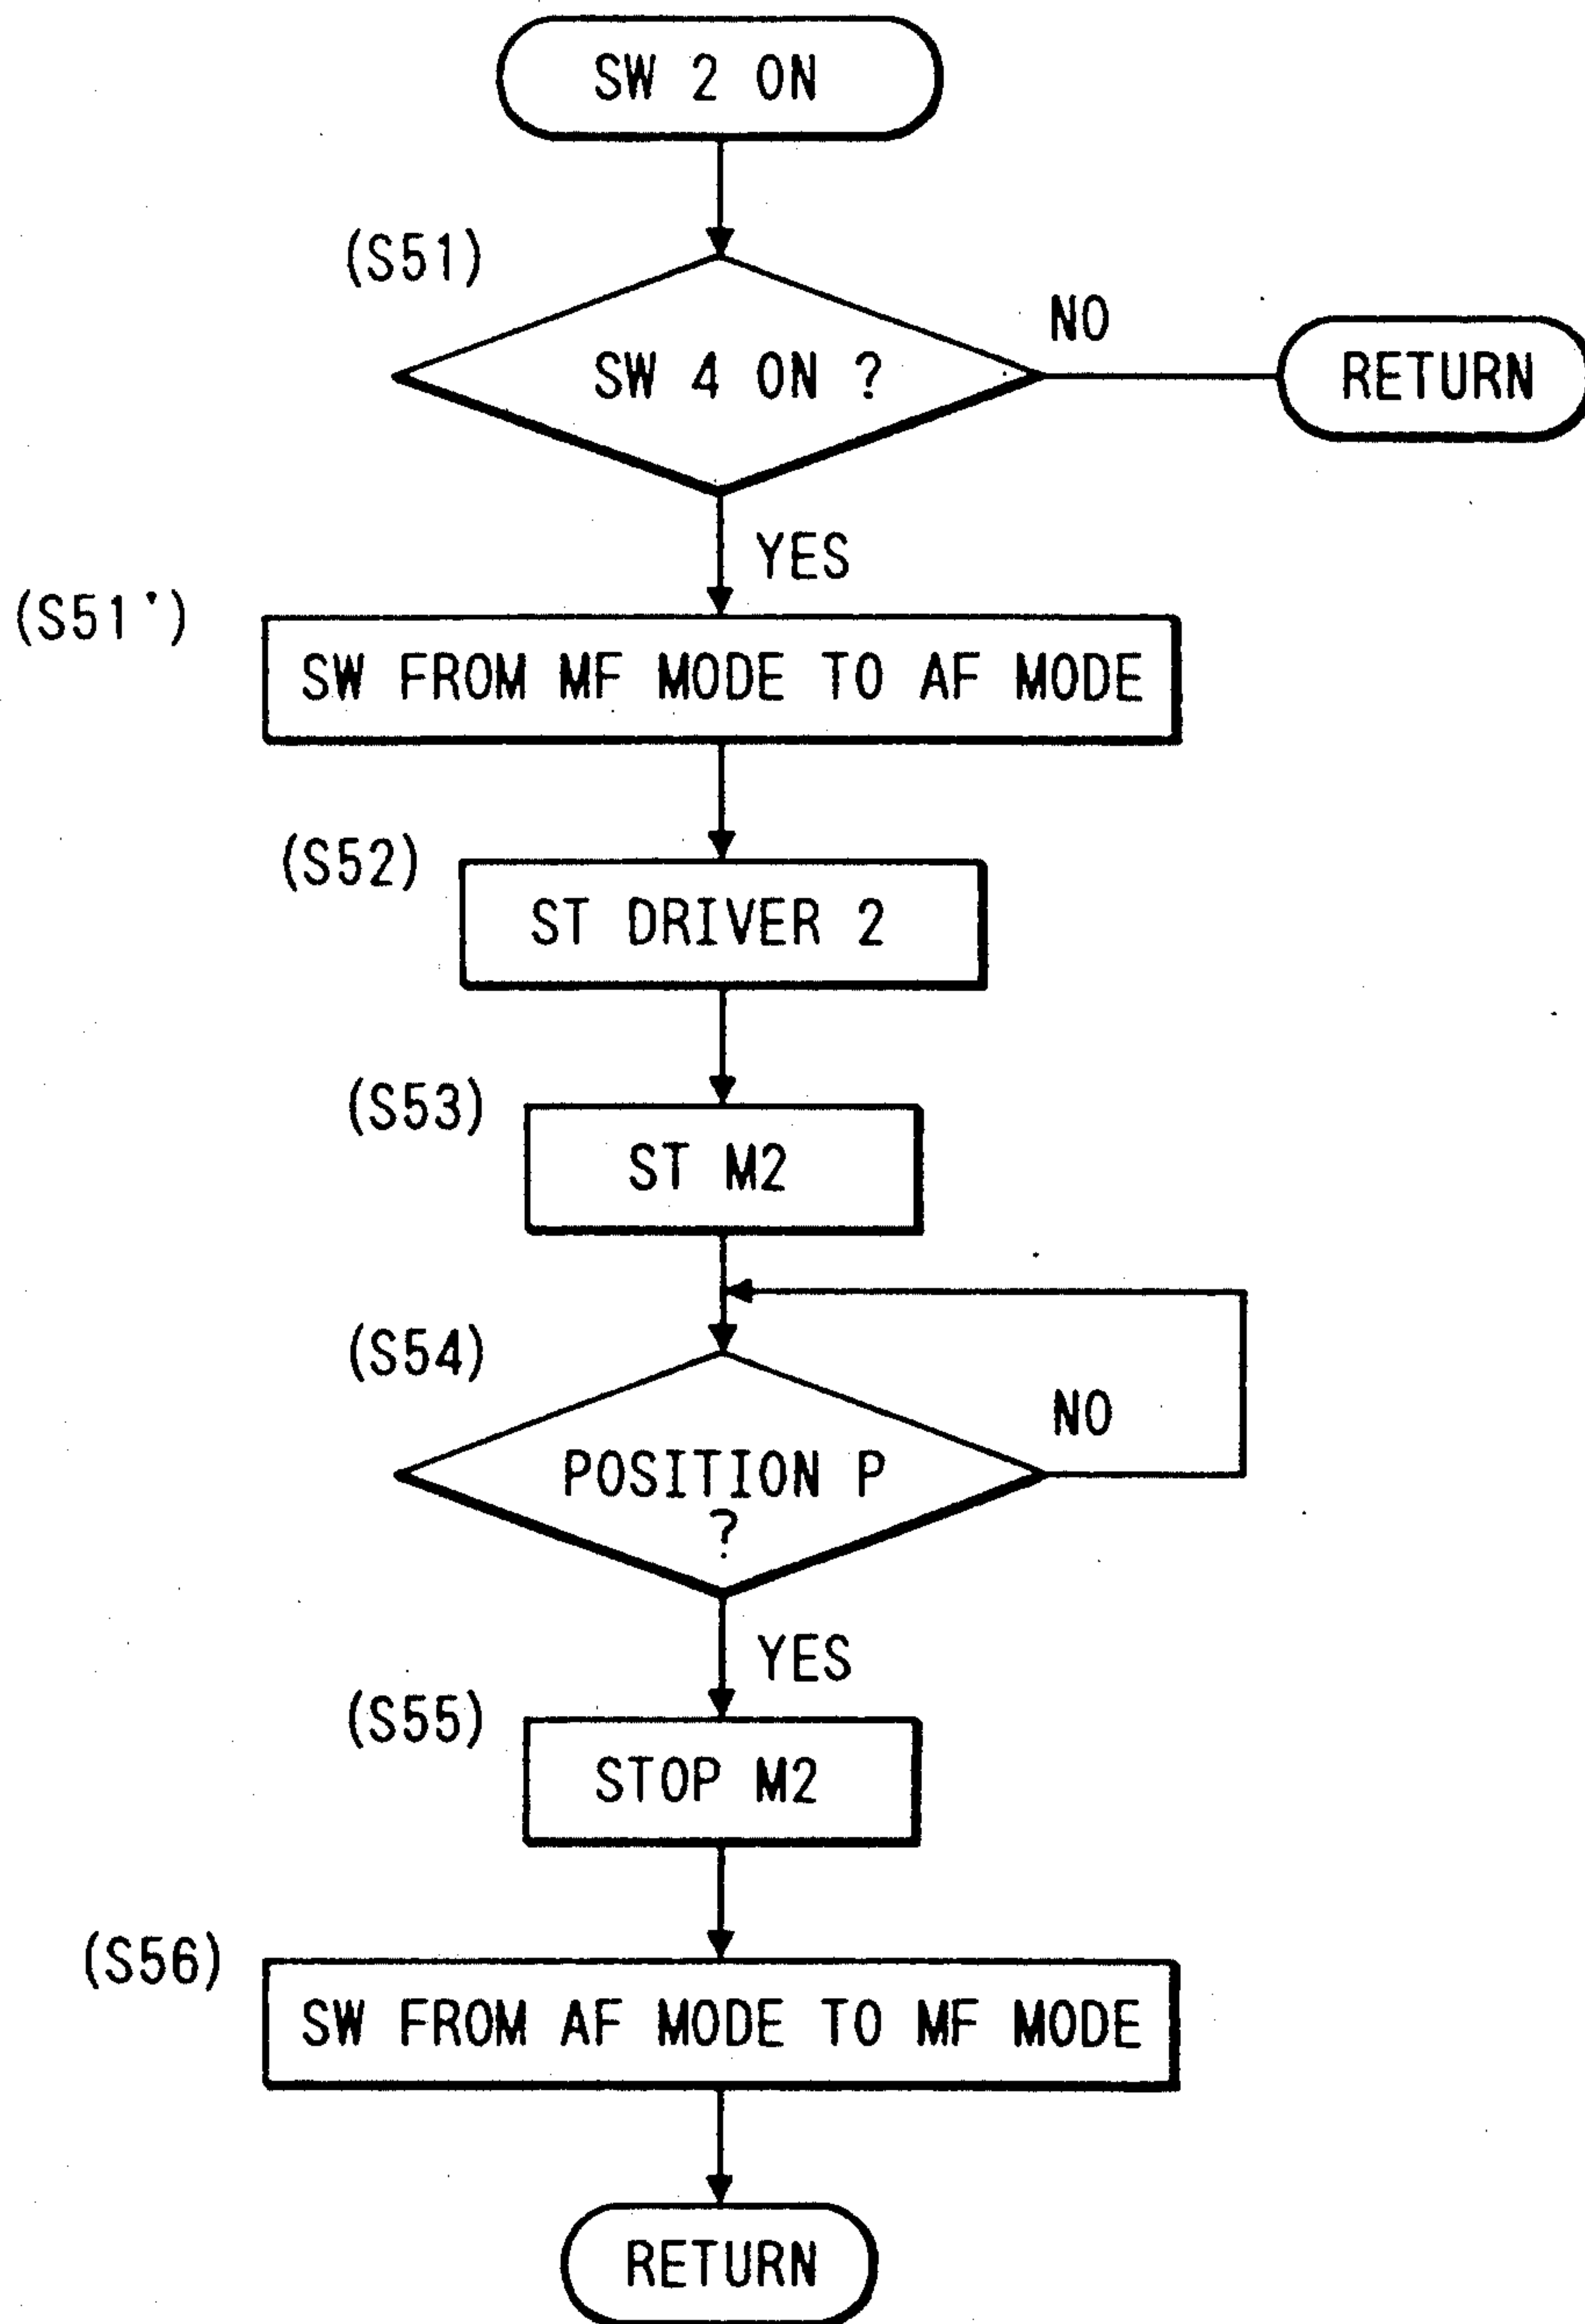 SW 2 ON
(S51)
SW 4 ON ?
NO
RETURN
YES
(S51')
SW FROM MF MODE TO AF MODE
(S52)
ST DRIVER 2
(S53)
ST M2
(S54)
POSITION P
?
NO
YES
(S55)
STOP M2
(S56)
SW FROM AF MODE TO MF MODE
RETURN